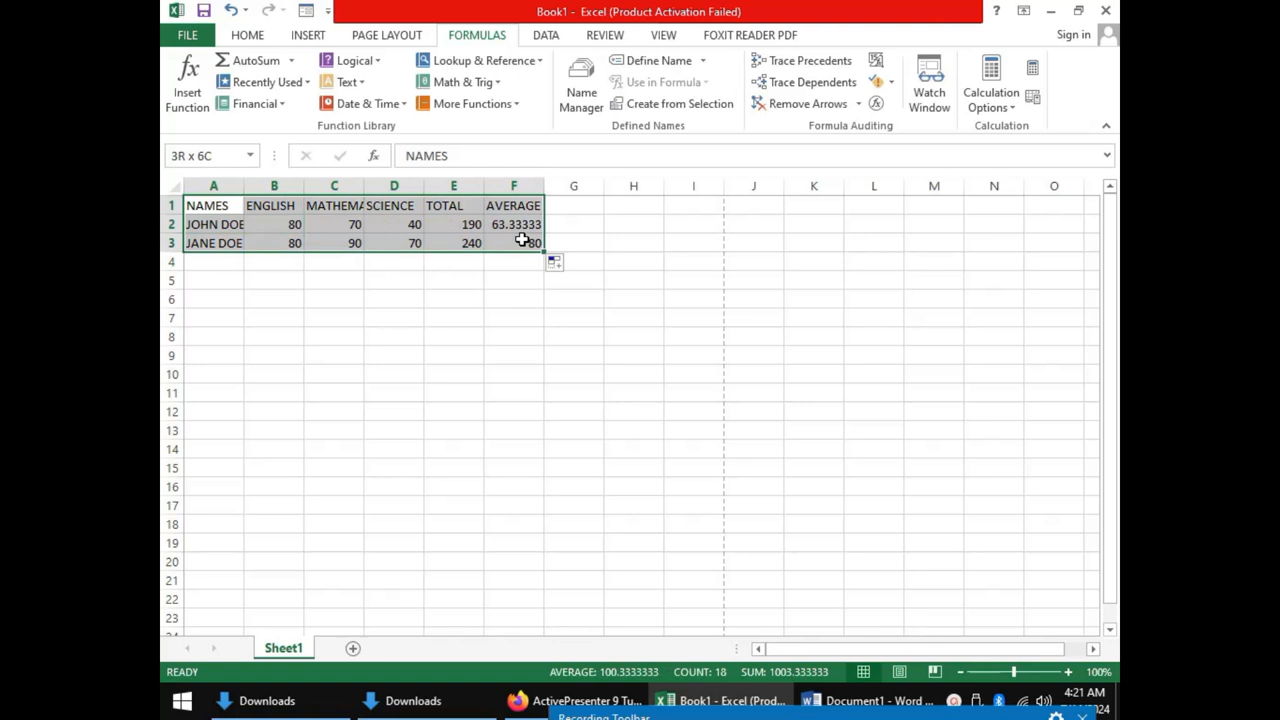 Book1 - Excel (Product Activation Failed)
FILE HOME INSERT PAGE LAYOUT FORMULAS DATA REVIEW VIEW FOXIT READER PDF Sign in
fx Insert Function
AutoSum
Recently Used
Financial
Logical
Text
Date & Time
Lookup & Reference
Math & Trig
More Functions
Function Library
Name Manager
Define Name
Use in Formula
Create from Selection
Defined Names
Trace Precedents
Trace Dependents
Remove Arrows
Formula Auditing
Watch Window
Calculation Options
Calculation
3R x 6C fx NAMES
A B C D E F G H I J K L M N O
1 NAMES ENGLISH MATHEMA SCIENCE TOTAL AVERAGE
2 JOHN DOE 80 70 40 190 63.33333
3 JANE DOE 80 90 70 240 80
4
5
6
7
8
9
10
11
12
13
14
15
16
17
18
19
20
21
22
23
24
Sheet1
READY AVERAGE: 100.3333333 COUNT: 18 SUM: 1003.333333 100%
Downloads Downloads ActivePresenter 9 Tu... Book1 - Excel (Prod... Document1 - Word 4:21 AM
Recording Toolbar